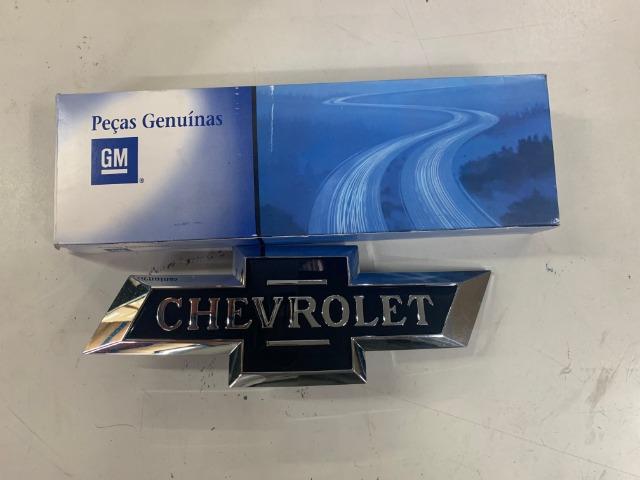 Peças Genuínas
GM
®
CHEVROLET